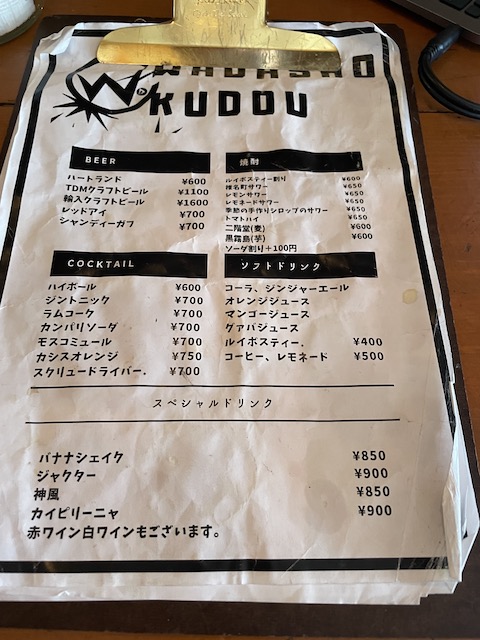 WADASHO
KUDOU
BEER
ハートランド ¥600
TDMクラフトビール ¥1100
輸入クラフトビール ¥1600
レッドアイ ¥700
シャンディーガフ ¥700
焼酎
ルイボスティー割り ¥600
椎名町サワー ¥650
レモンサワー ¥650
レモネードサワー ¥650
季節の手作りシロップのサワー ¥650
トマトハイ ¥650
二階堂(麦) ¥600
黒霧島(芋) ¥600
ソーダ割り+100円
COCKTAIL
ハイボール ¥600
ジントニック ¥700
ラムコーク ¥700
カンパリソーダ ¥700
モスコミュール ¥700
カシスオレンジ ¥750
スクリュードライバー. ¥700
ソフトドリンク
コーラ、ジンジャーエール
オレンジジュース
マンゴージュース
グァバジュース
ルイボスティー. ¥400
コーヒー、レモネード ¥500
スペシャルドリンク
バナナシェイク ¥850
ジャクター ¥900
神風 ¥850
カイピリーニャ ¥900
赤ワイン白ワインもございます。